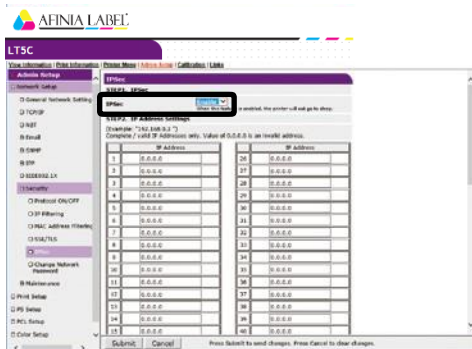 AFINIA LABEL
LT5C
View Information | Print Information | Printer Menu | Admin Setup | Calibration | Links
Admin Setup
Network Setup
General Network Setting
TCP/IP
NBT
Email
SNMP
IPP
IEEE802.1X
Security
Protocol ON/OFF
IP Filtering
MAC Address Filtering
SSL/TLS
IPSec
Change Network
Password
Maintenance
Print Setup
PS Setup
PCL Setup
Color Setup
IPSec
STEP1. IPSec
IPSec Enable
When this is enabled, the printer will not go to sleep.
STEP2. IP Address Settings
(Example: "192.168.0.2 ")
Complete / valid IP Addresses only. Value of 0.0.0.0 is an invalid address.
IP Address IP Address
1 0.0.0.0 26 0.0.0.0
2 0.0.0.0 27 0.0.0.0
3 0.0.0.0 28 0.0.0.0
4 0.0.0.0 29 0.0.0.0
5 0.0.0.0 30 0.0.0.0
6 0.0.0.0 31 0.0.0.0
7 0.0.0.0 32 0.0.0.0
8 0.0.0.0 33 0.0.0.0
9 0.0.0.0 34 0.0.0.0
10 0.0.0.0 35 0.0.0.0
11 0.0.0.0 36 0.0.0.0
12 0.0.0.0 37 0.0.0.0
13 0.0.0.0 38 0.0.0.0
14 0.0.0.0 39 0.0.0.0
15 0.0.0.0 40 0.0.0.0
Submit Cancel Press Submit to send changes. Press Cancel to clear changes.